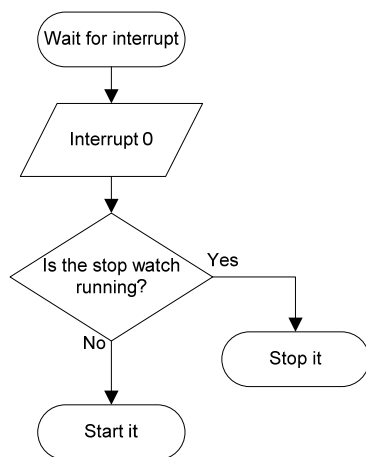 Wait for interrupt
Interrupt 0
Is the stop watch
running?
Yes
No
Stop it
Start it